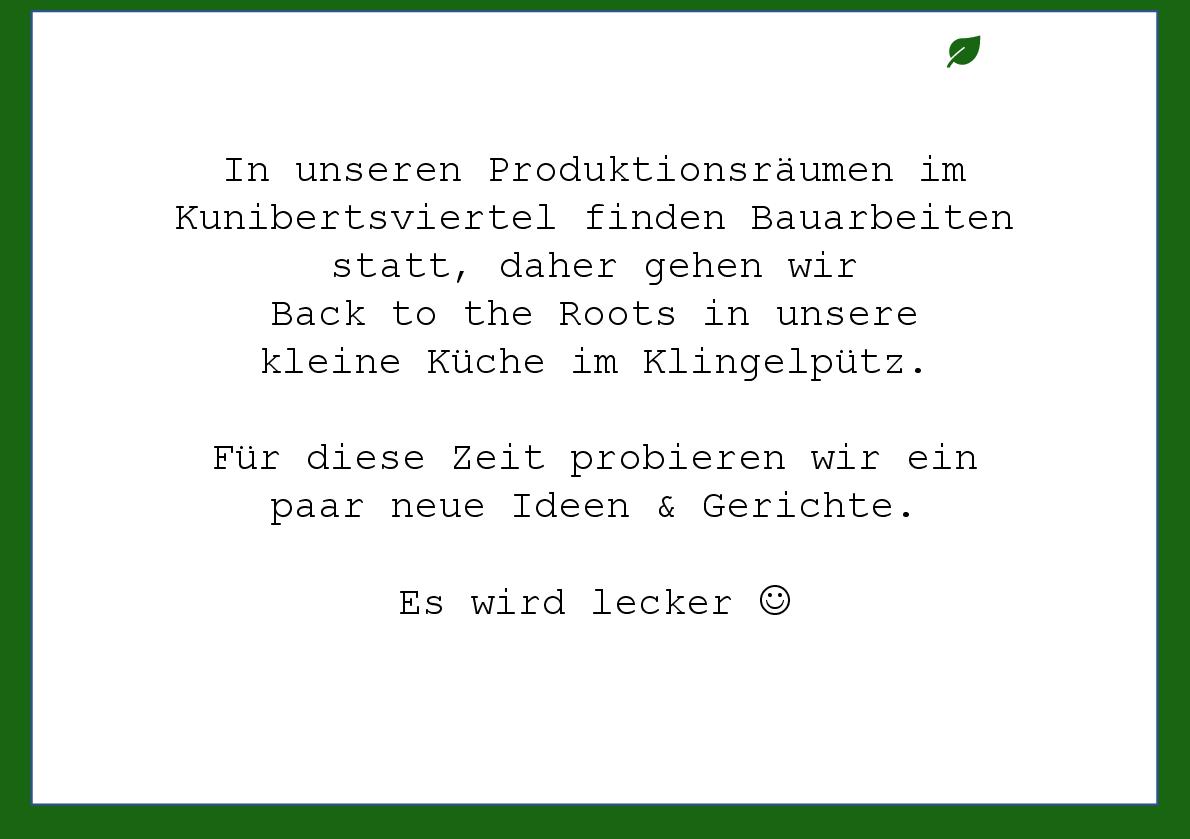 In unseren Produktionsräumen im
Kunibertsviertel finden Bauarbeiten
statt, daher gehen wir
Back to the Roots in unsere
kleine Küche im Klingelpütz.
Für diese Zeit probieren wir ein
paar neue Ideen & Gerichte.
Es wird lecker ☺